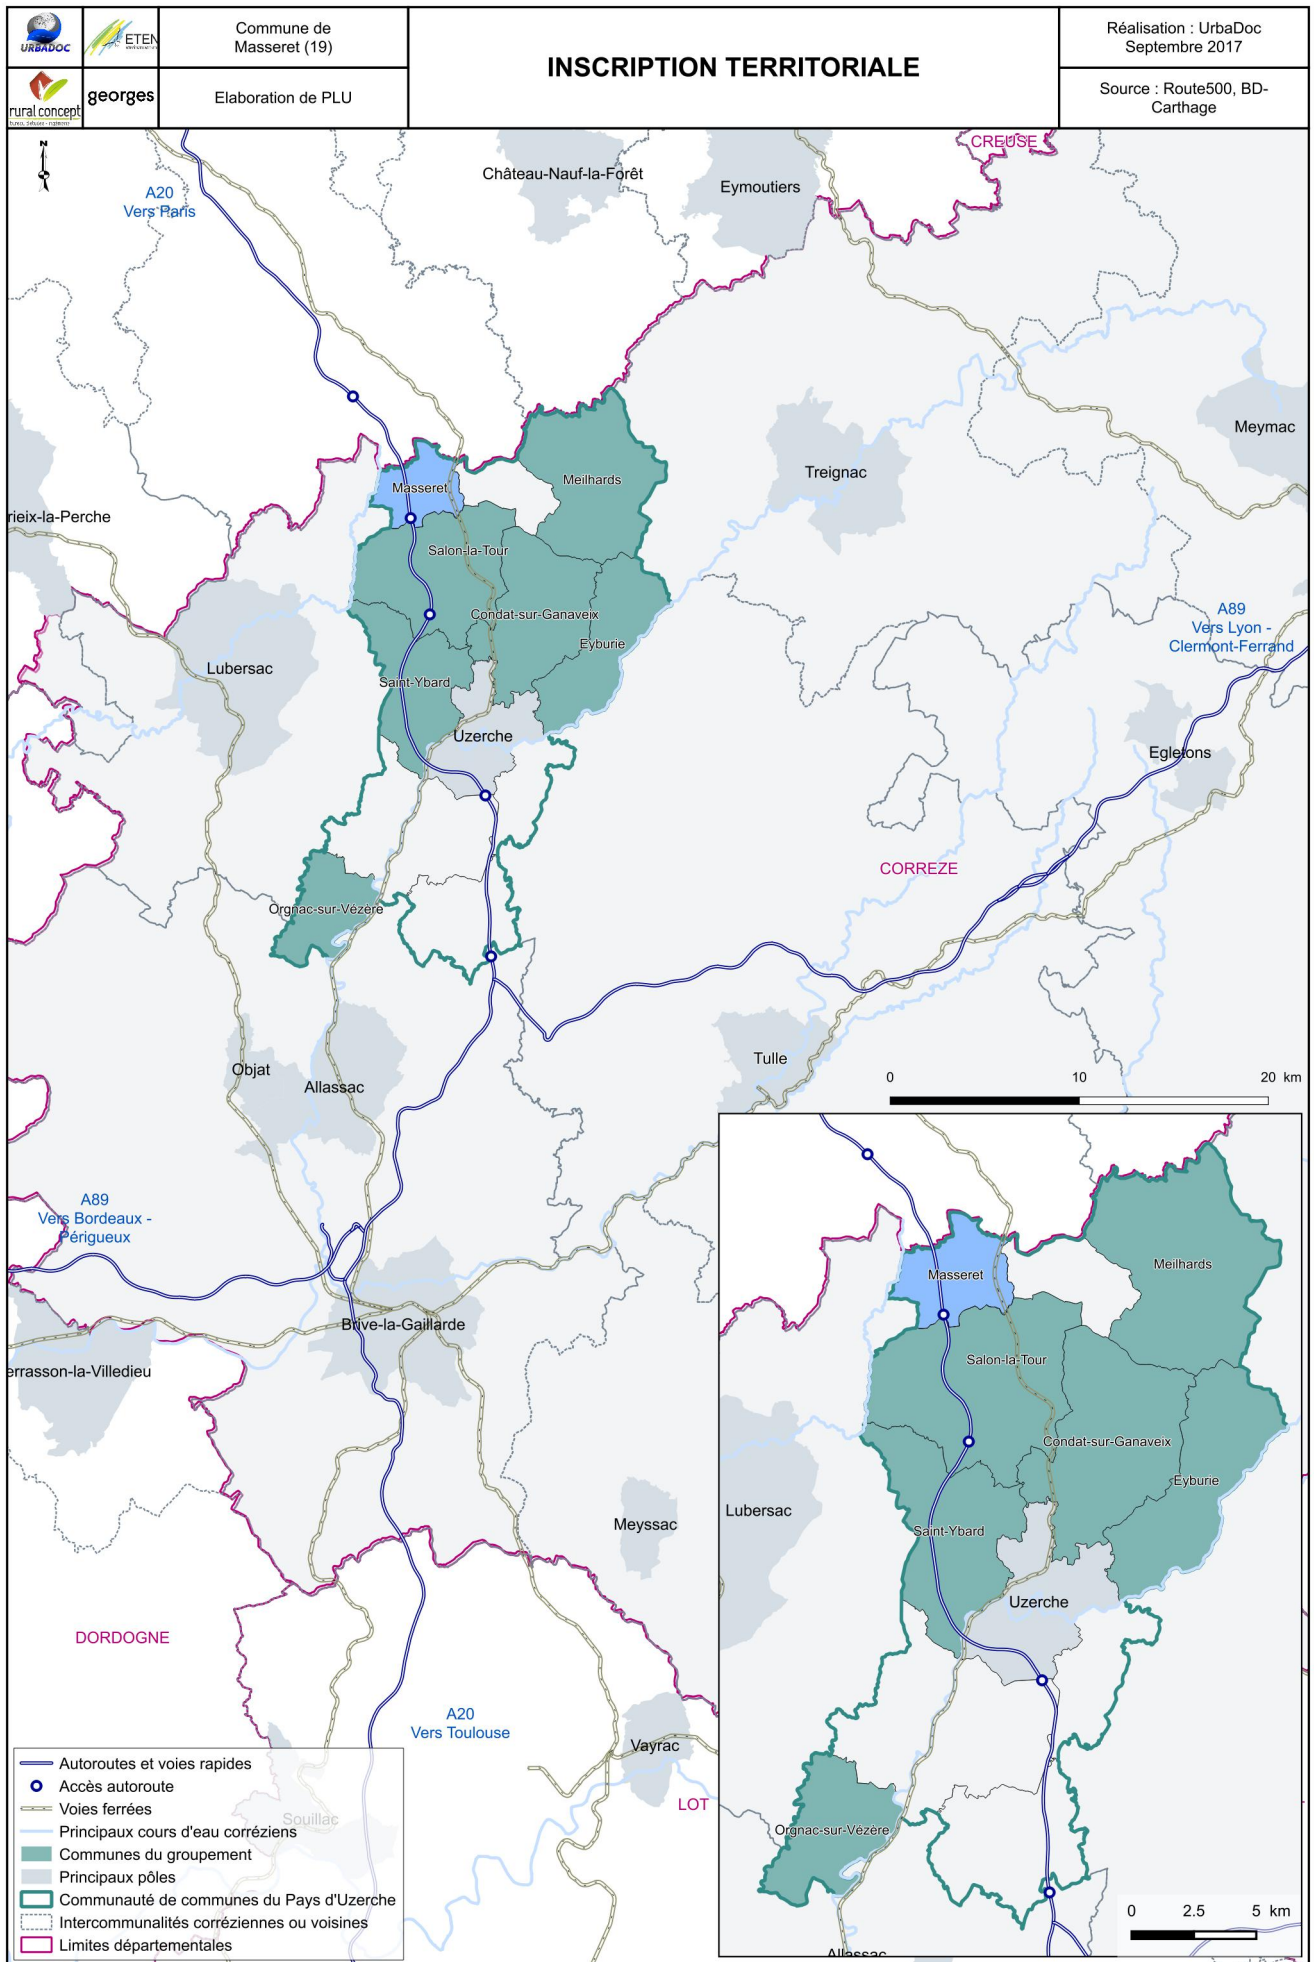 URBADOC
ETEN
Commune de
Masseret (19)
INSCRIPTION TERRITORIALE
Réalisation : UrbaDoc
Septembre 2017
rural concept
georges
Elaboration de PLU
Source : Route500, BD-
Carthage
N
CREUSE
Château-Nauf-la-Forêt
Eymoutiers
A20
Vers Paris
Meymac
Treignac
Meilhards
Masseret
rieix-la-Perche
Salon-la-Tour
Condat-sur-Ganaveix
A89
Vers Lyon -
Clermont-Ferrand
Eyburie
Lubersac
Saint-Ybard
Uzerche
Egletons
CORREZE
Orgnac-sur-Vézère
Tulle
Objat
Allassac
0 10 20 km
A89
Vers Bordeaux -
Périgueux
Brive-la-Gaillarde
errasson-la-Villedieu
Meyssac
DORDOGNE
A20
Vers Toulouse
Vayrac
LOT
Souillac
Autoroutes et voies rapides
Accès autoroute
Voies ferrées
Principaux cours d'eau corréziens
Communes du groupement
Principaux pôles
Communauté de communes du Pays d'Uzerche
Intercommunalités corréziennes ou voisines
Limites départementales
Meilhards
Masseret
Salon-la-Tour
Condat-sur-Ganaveix
Eyburie
Lubersac
Saint-Ybard
Uzerche
Orgnac-sur-Vézère
0 2.5 5 km
Allassac